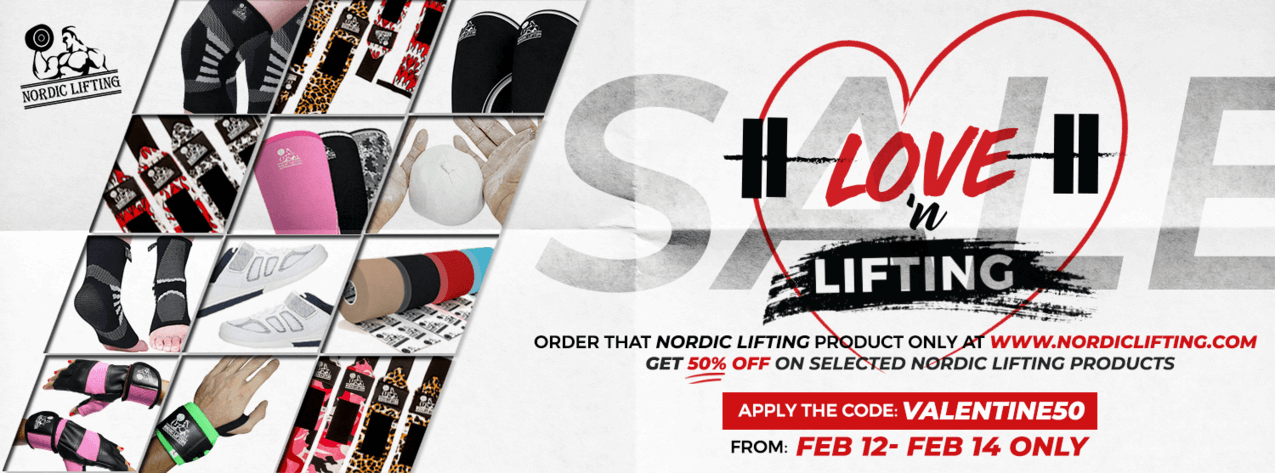 NORDIC LIFTING
SALE
LOVE
'n
LIFTING
ORDER THAT NORDIC LIFTING PRODUCT ONLY AT WWW.NORDICLIFTING.COM
GET 50% OFF ON SELECTED NORDIC LIFTING PRODUCTS
APPLY THE CODE: VALENTINE50
FROM: FEB 12- FEB 14 ONLY